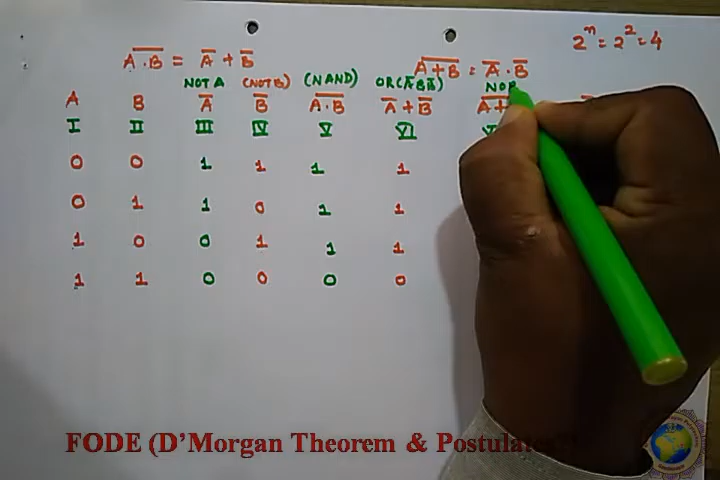 2ⁿ = 2² = 4
A̅ ̅·̅ ̅B̅ = A̅ + B̅
A̅ ̅+̅ ̅B̅ = A̅ · B̅
NOT A (NOT B) (NAND) OR(A̅ B̅) NOR
A B A̅ B̅ A̅ ̅·̅ ̅B̅ A̅ + B̅ A̅ ̅+̅
I II III IV V VI
0 0 1 1 1 1
0 1 1 0 1 1
1 0 0 1 1 1
1 1 0 0 0 0
FODE (D’Morgan Theorem & Postulates